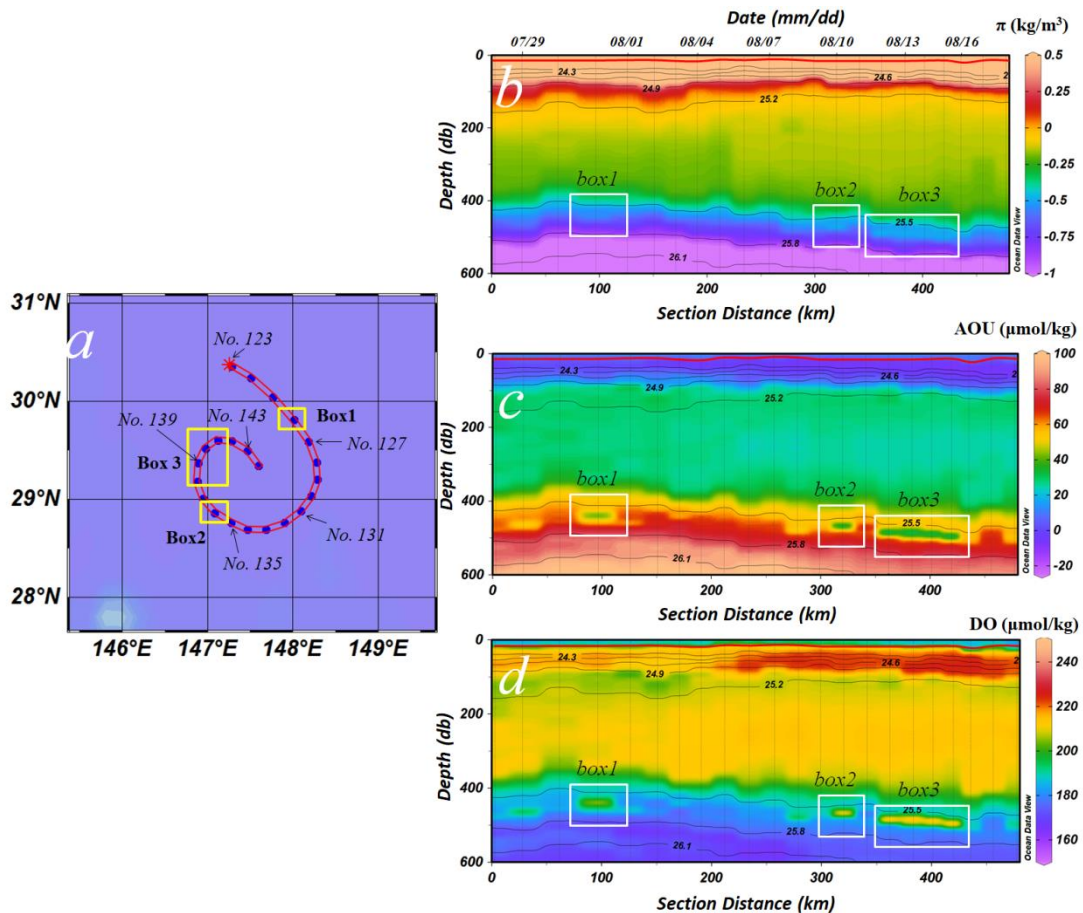 a
31°N
30°N
29°N
28°N
146°E 147°E 148°E 149°E
No. 123
No. 139
No. 143
Box1
No. 127
Box 3
Box2
No. 131
No. 135
Date (mm/dd)
07/29 08/01 08/04 08/07 08/10 08/13 08/16
π (kg/m³)
b
Depth (db)
0
200
400
600
24.3 24.9 25.2 24.6 2
box1 box2 box3
25.5
25.8
26.1
0 100 200 300 400
Section Distance (km)
0.5
0.25
0
-0.25
-0.5
-0.75
-1
Ocean Data View
AOU (μmol/kg)
c
Depth (db)
0
200
400
600
24.3 24.9 25.2 24.6 2
box1 box2 box3
25.5
25.8
26.1
0 100 200 300 400
Section Distance (km)
100
80
60
40
20
0
-20
Ocean Data View
DO (μmol/kg)
d
Depth (db)
0
200
400
600
24.3 24.9 25.2 24.6 2
box1 box2 box3
25.5
25.8
26.1
0 100 200 300 400
Section Distance (km)
240
230
220
210
200
190
180
170
160
150
Ocean Data View